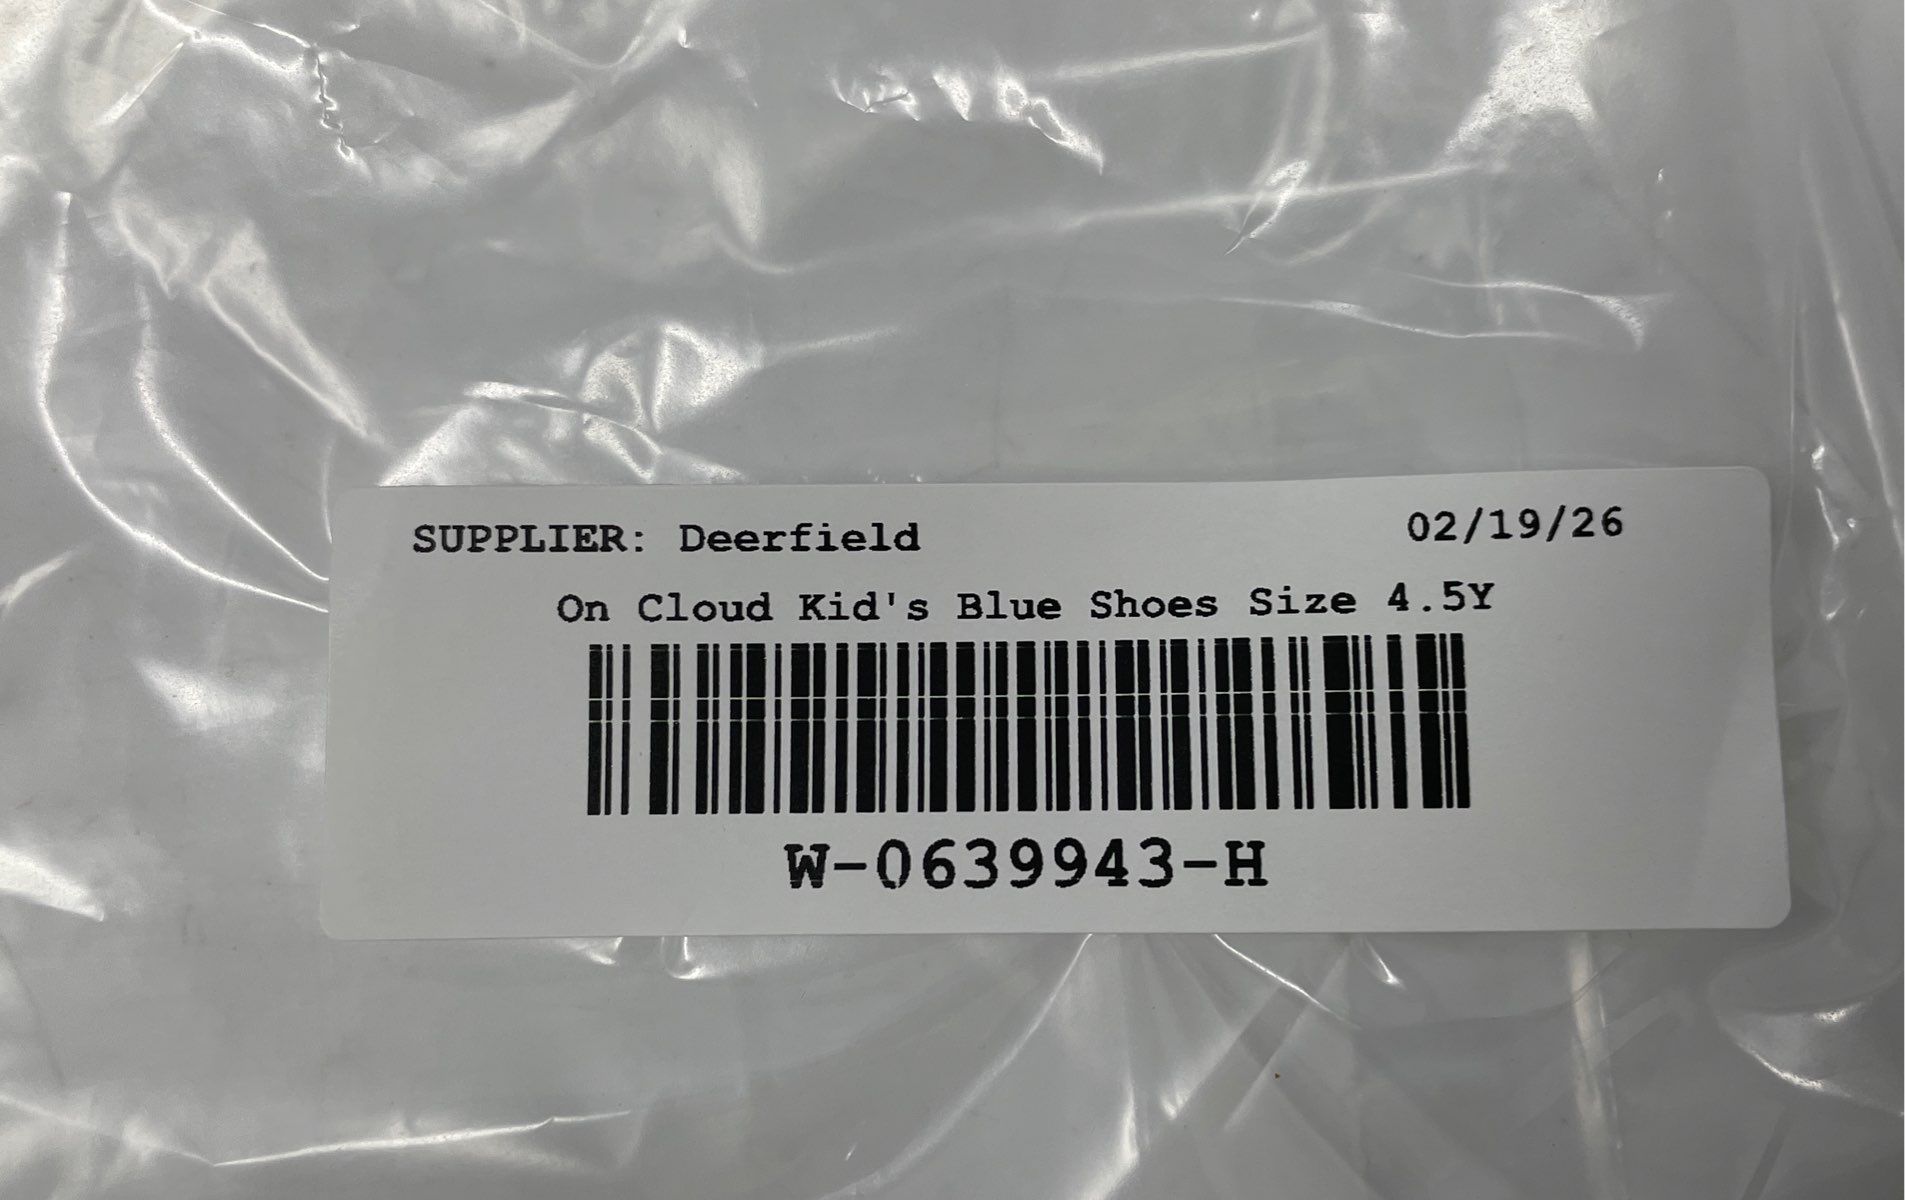 SUPPLIER: Deerfield 02/19/26
On Cloud Kid's Blue Shoes Size 4.5Y
W-0639943-H